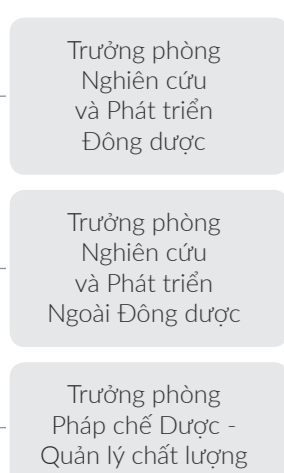 Trưởng phòng
Nghiên cứu
và Phát triển
Đông dược
Trưởng phòng
Nghiên cứu
và Phát triển
Ngoài Đông dược
Trưởng phòng
Pháp chế Dược -
Quản lý chất lượng